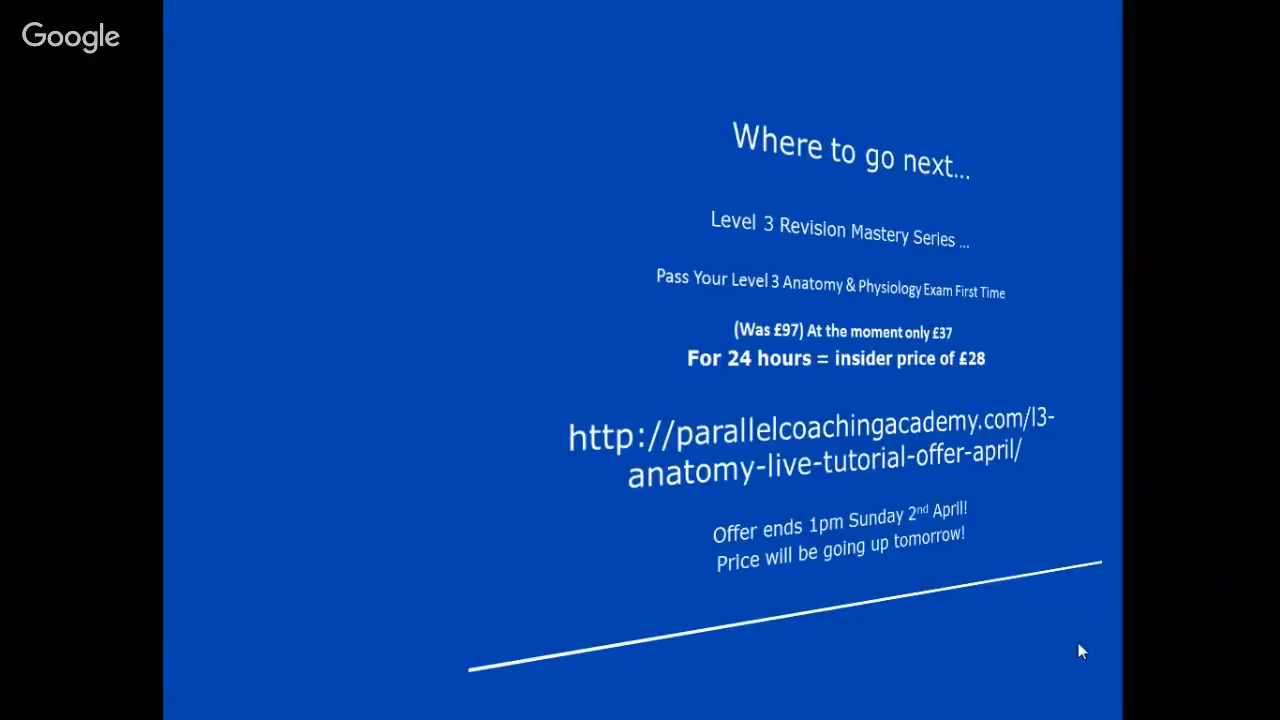 Google
Where to go next...
Level 3 Revision Mastery Series ...
Pass Your Level 3 Anatomy & Physiology Exam First Time
(Was £97) At the moment only £37
For 24 hours = insider price of £28
http://parallelcoachingacademy.com/l3-
anatomy-live-tutorial-offer-april/
Offer ends 1pm Sunday 2nd April!
Price will be going up tomorrow!